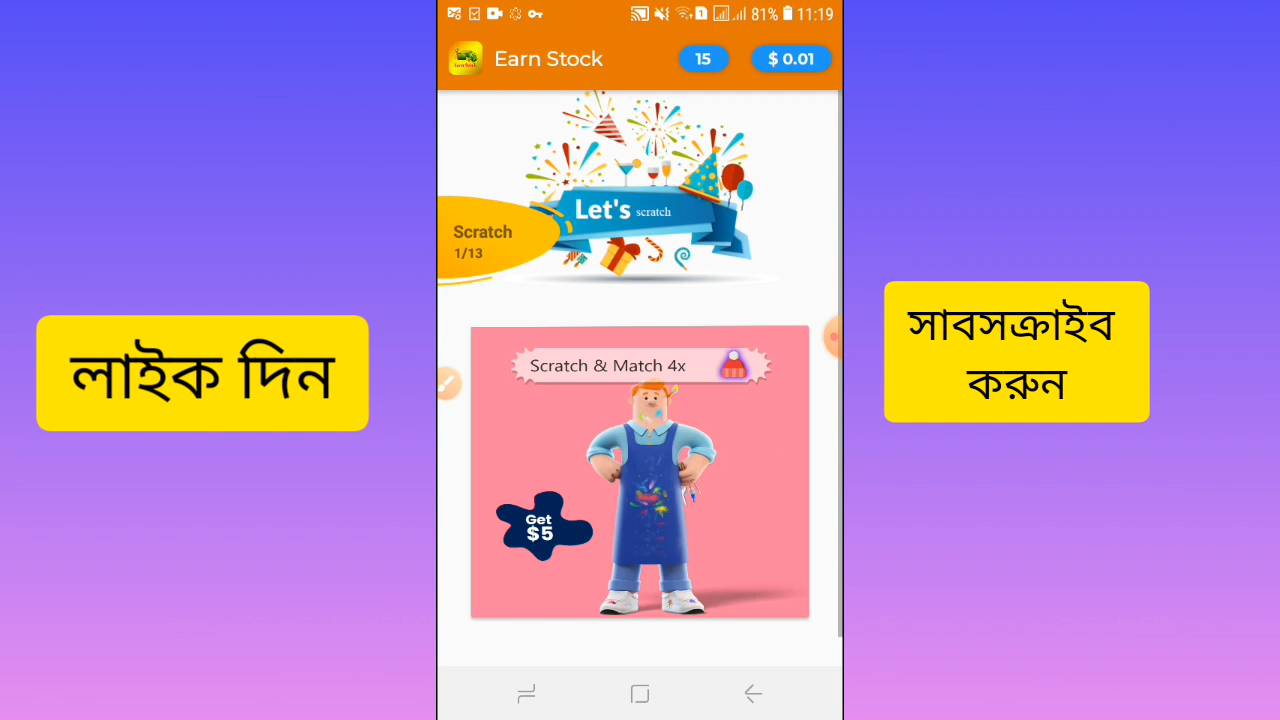 81% 11:19
Earn Stock
15
$ 0.01
Let's scratch
Scratch
1/13
লাইক দিন
সাবসক্রাইব
করুন
Scratch & Match 4x
Get
$5